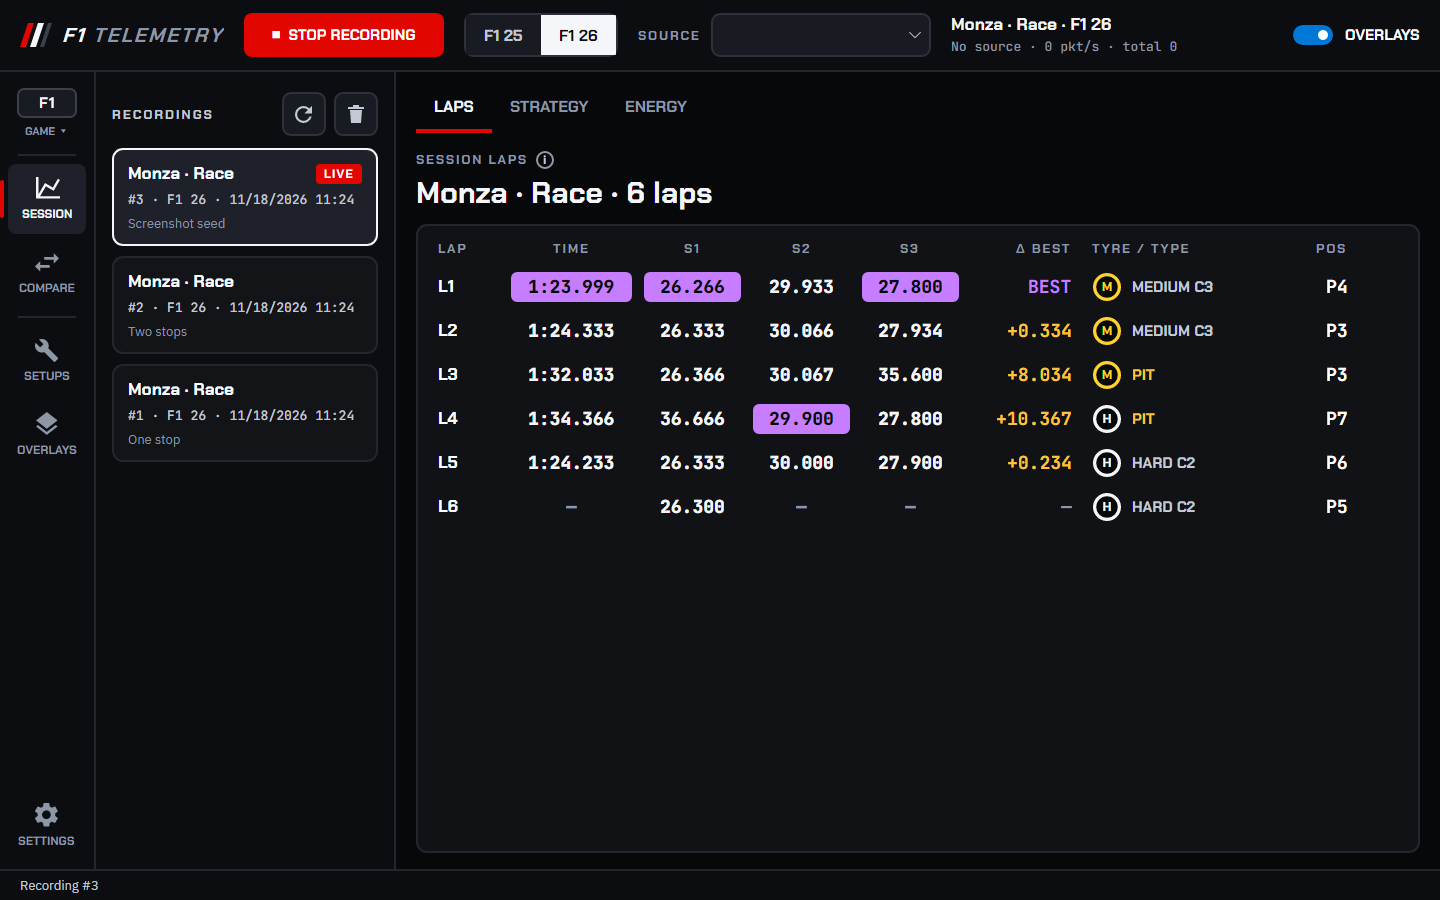 F1 TELEMETRY
STOP RECORDING
F1 25
F1 26
SOURCE
Monza · Race · F1 26
No source · 0 pkt/s · total 0
OVERLAYS
F1
GAME
SESSION
COMPARE
SETUPS
OVERLAYS
SETTINGS
RECORDINGS
Monza · Race LIVE
#3 · F1 26 · 11/18/2026 11:24
Screenshot seed
Monza · Race
#2 · F1 26 · 11/18/2026 11:24
Two stops
Monza · Race
#1 · F1 26 · 11/18/2026 11:24
One stop
LAPS STRATEGY ENERGY
SESSION LAPS
Monza · Race · 6 laps
LAP TIME S1 S2 S3 Δ BEST TYRE / TYPE POS
L1 1:23.999 26.266 29.933 27.800 BEST M MEDIUM C3 P4
L2 1:24.333 26.333 30.066 27.934 +0.334 M MEDIUM C3 P3
L3 1:32.033 26.366 30.067 35.600 +8.034 M PIT P3
L4 1:34.366 36.666 29.900 27.800 +10.367 H PIT P7
L5 1:24.233 26.333 30.000 27.900 +0.234 H HARD C2 P6
L6 – 26.300 – – – H HARD C2 P5
Recording #3